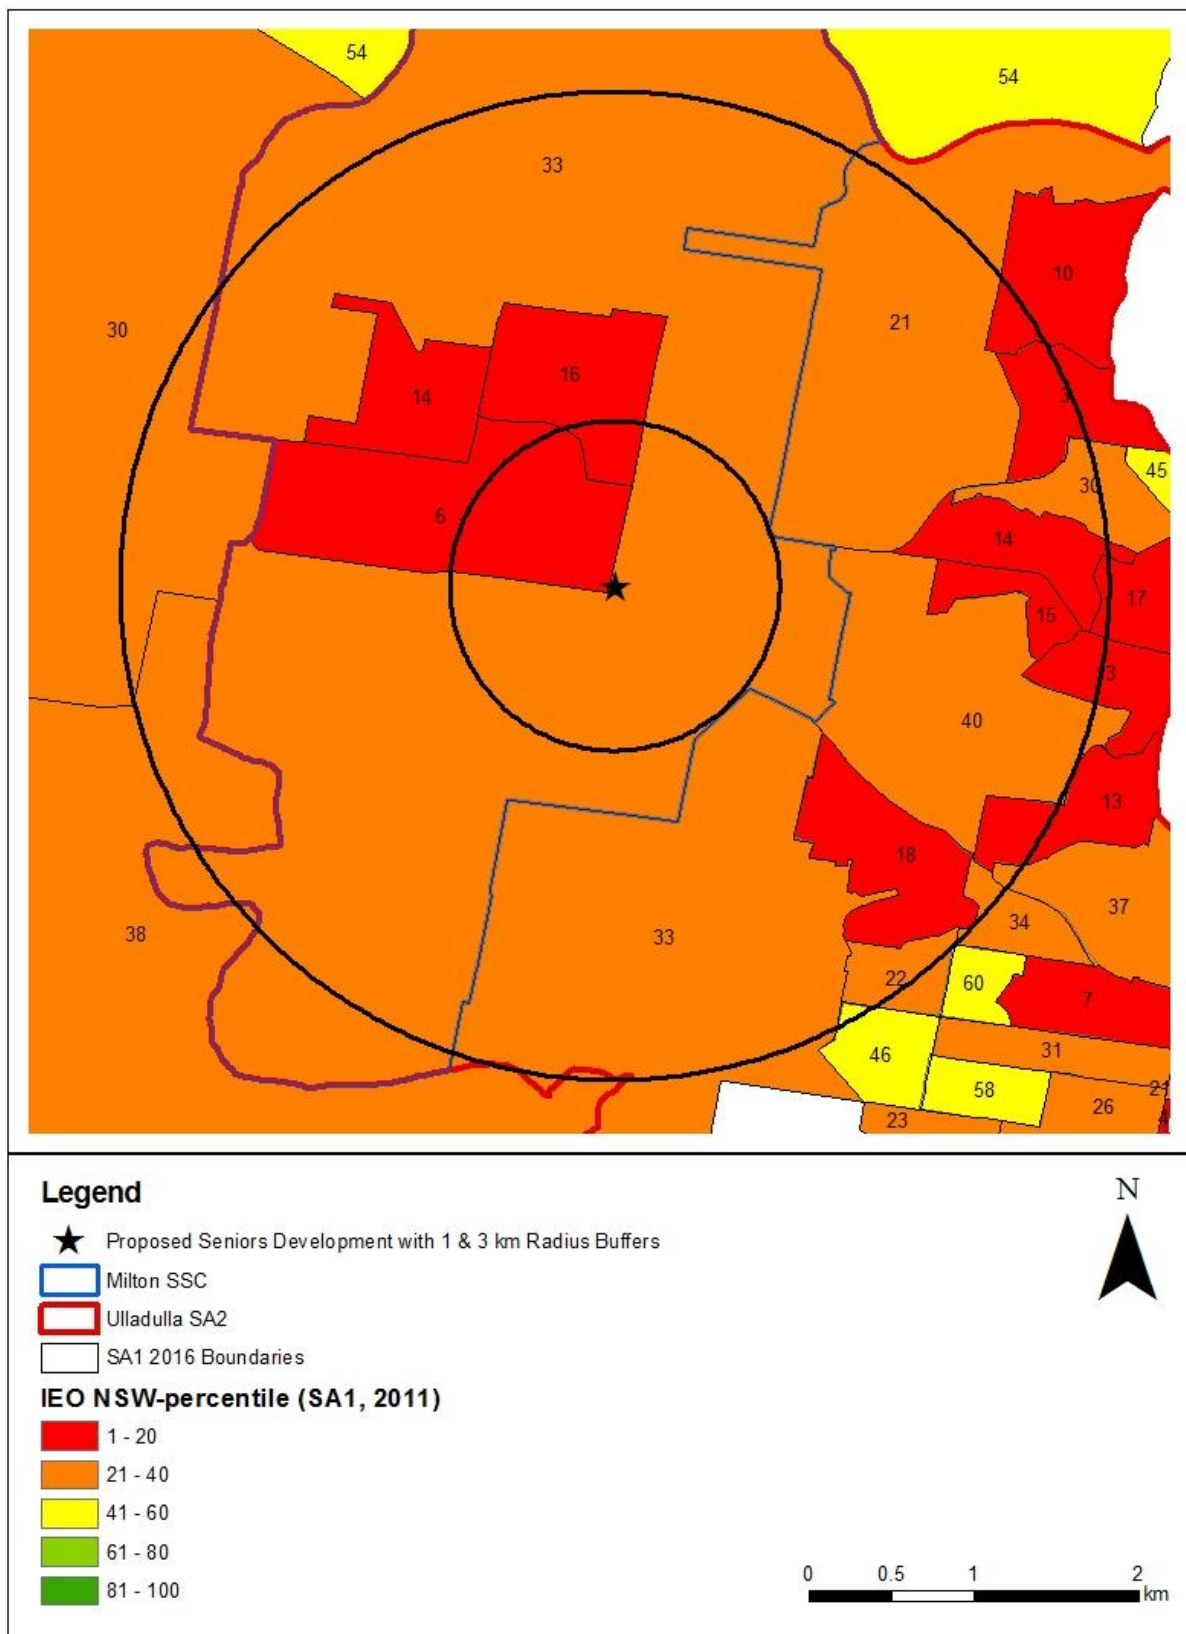 54
54
33
10
21
30
16
14
3
45
30
6
14
17
15
13
40
13
18
37
34
38
33
22
60
7
31
46
58
21
26
23
4
Legend
N
Proposed Seniors Development with 1 & 3 km Radius Buffers
Milton SSC
Ulladulla SA2
SA1 2016 Boundaries
IEO NSW-percentile (SA1, 2011)
1 - 20
21 - 40
41 - 60
61 - 80
81 - 100
0 0.5 1 2
km